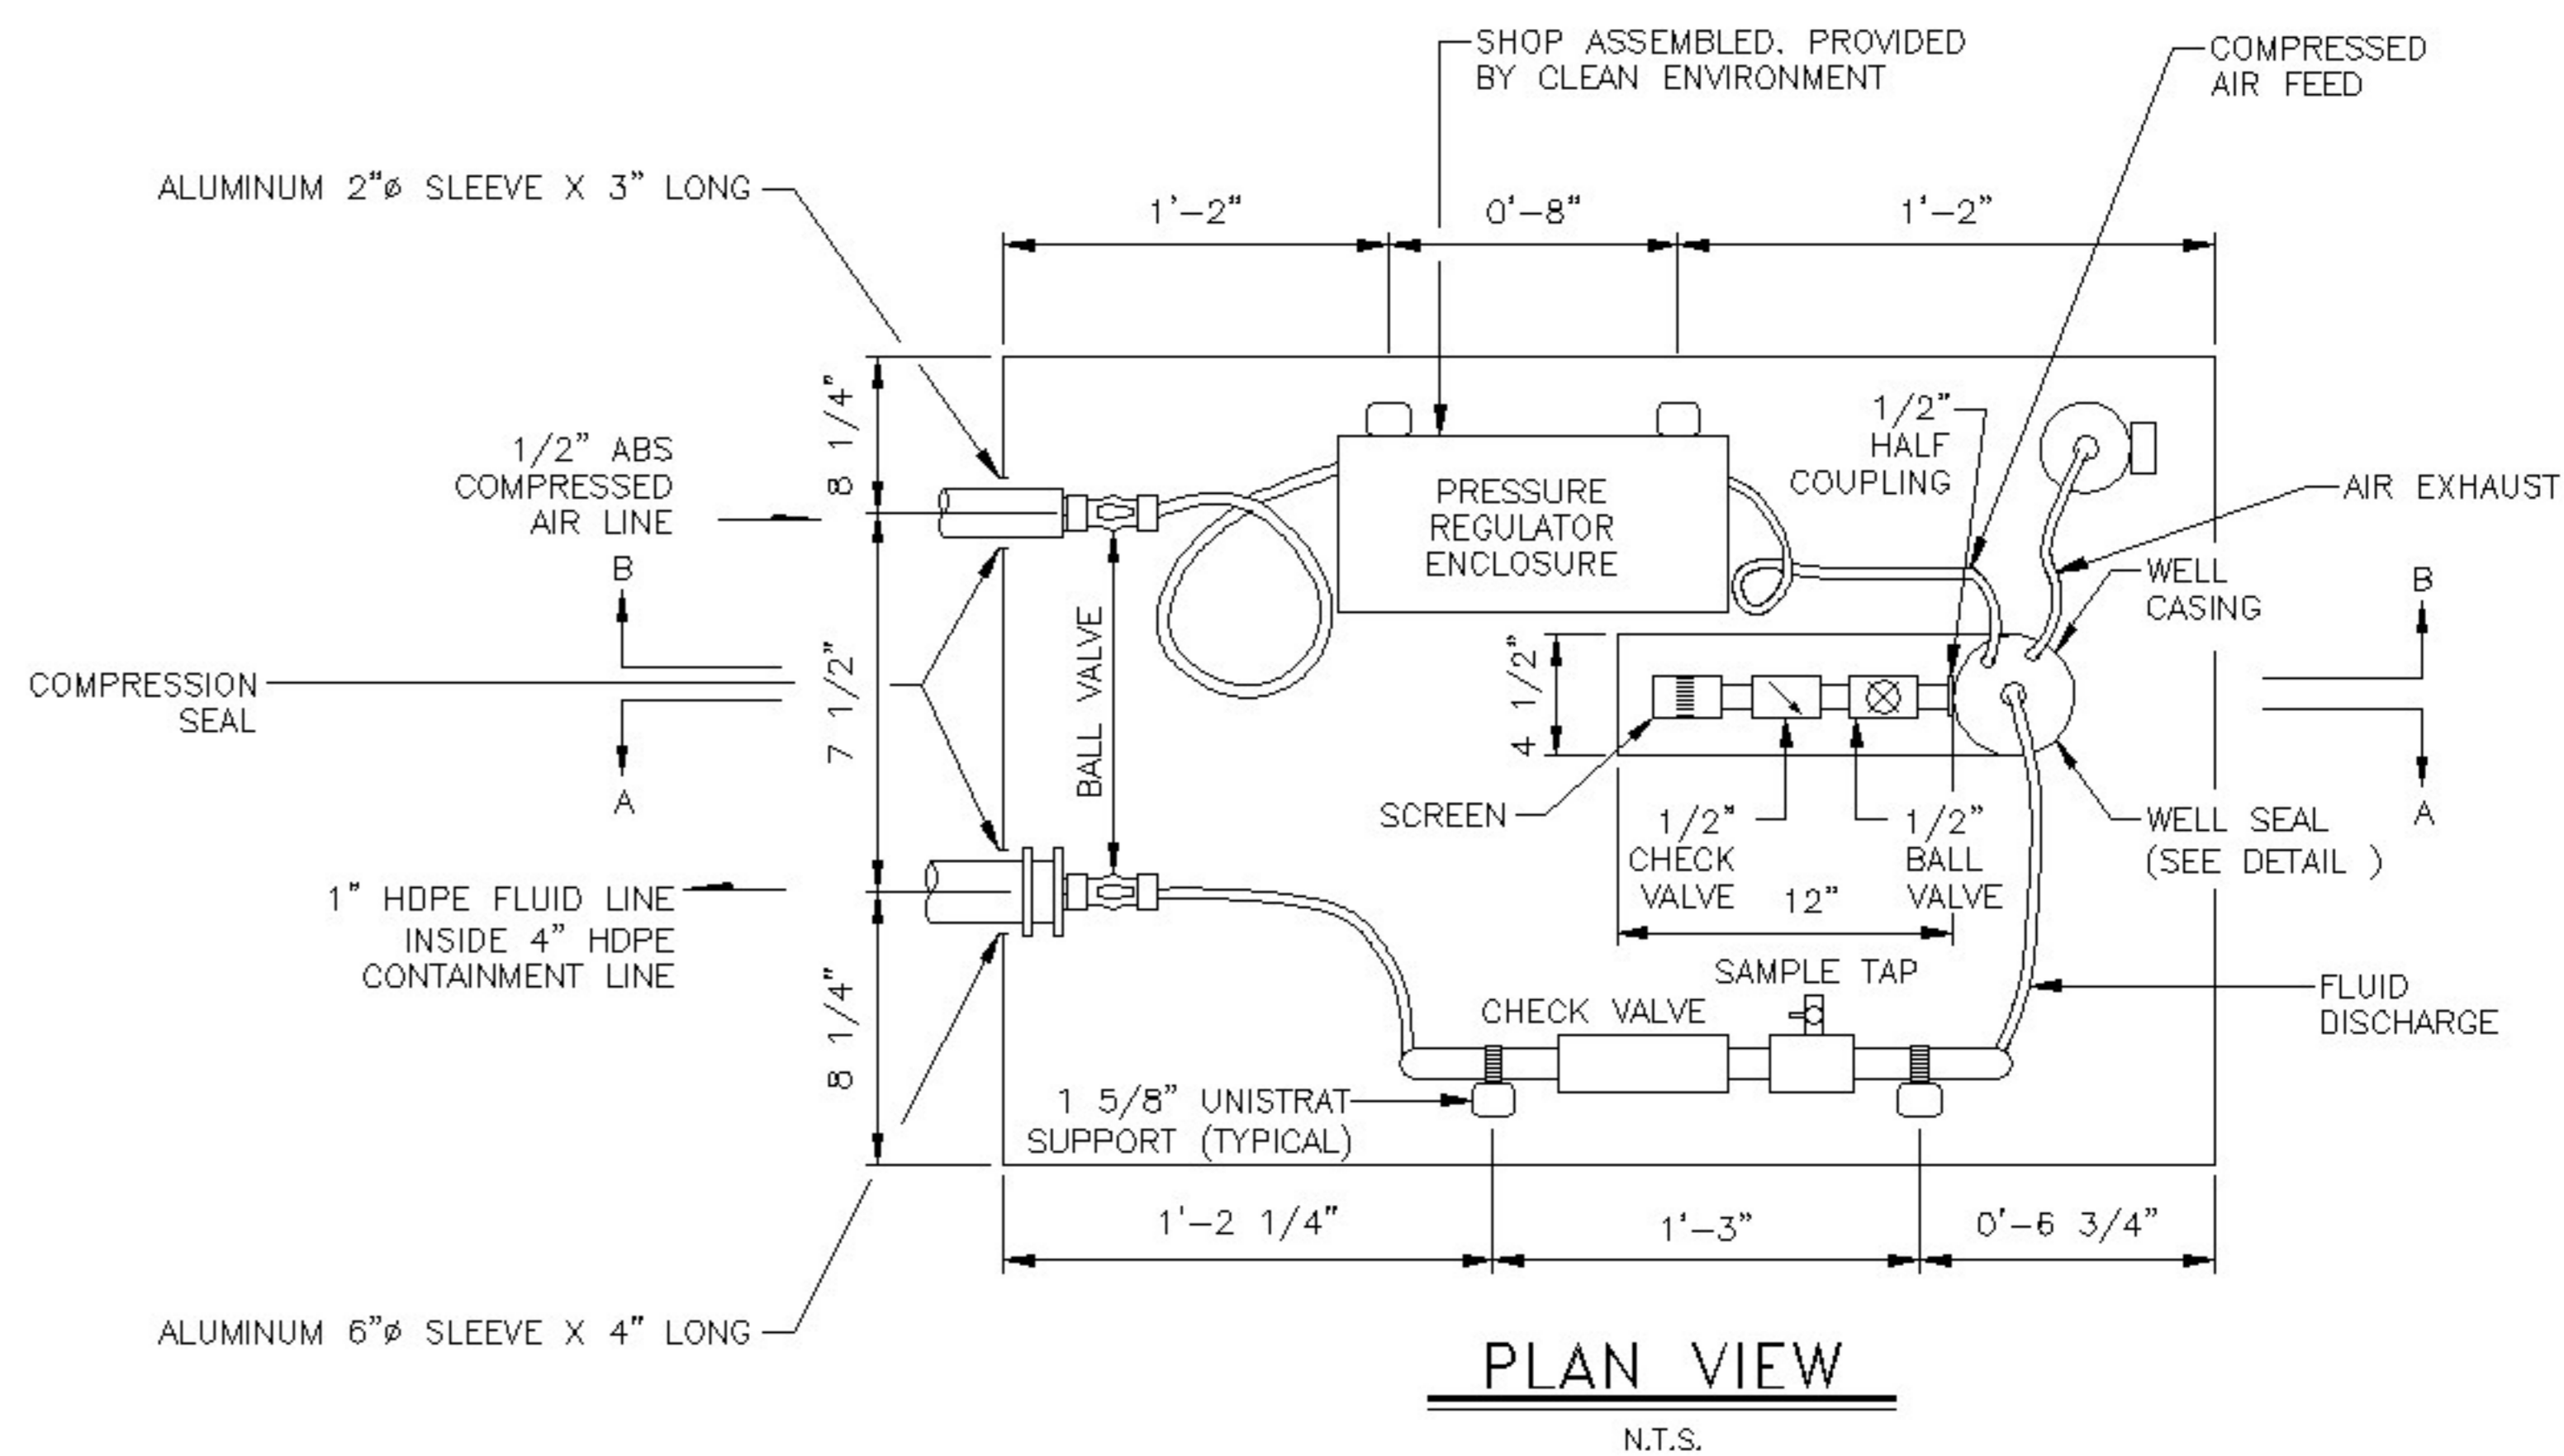 SHOP ASSEMBLED. PROVIDED
BY CLEAN ENVIRONMENT
COMPRESSED
AIR FEED
ALUMINUM 2"ø SLEEVE X 3" LONG
1'-2"
0'-8"
1'-2"
8 1/4"
1/2" ABS
COMPRESSED
AIR LINE
PRESSURE
REGULATOR
ENCLOSURE
1/2"
HALF
COUPLING
AIR EXHAUST
WELL
CASING
B
B
COMPRESSION
SEAL
7 1/2"
BALL VALVE
4 1/2"
A
A
SCREEN
1/2"
CHECK
VALVE
1/2"
BALL
VALVE
12"
WELL SEAL
(SEE DETAIL )
1" HDPE FLUID LINE
INSIDE 4" HDPE
CONTAINMENT LINE
8 1/4"
SAMPLE TAP
CHECK VALVE
FLUID
DISCHARGE
1 5/8" UNISTRAT
SUPPORT (TYPICAL)
1'-2 1/4"
1'-3"
0'-6 3/4"
ALUMINUM 6"ø SLEEVE X 4" LONG
PLAN VIEW
N.T.S.